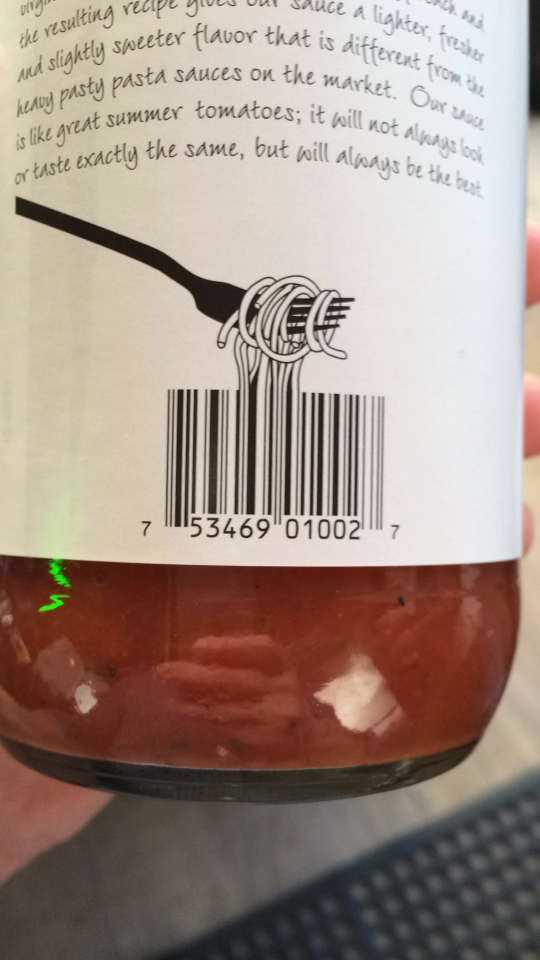 the resulting recipe gives our sauce a lighter, fresher
and slightly sweeter flavor that is different from the
heavy pasty pasta sauces on the market. Our sauce
is like great summer tomatoes; it will not always look
or taste exactly the same, but will always be the best.
7 53469 01002 7